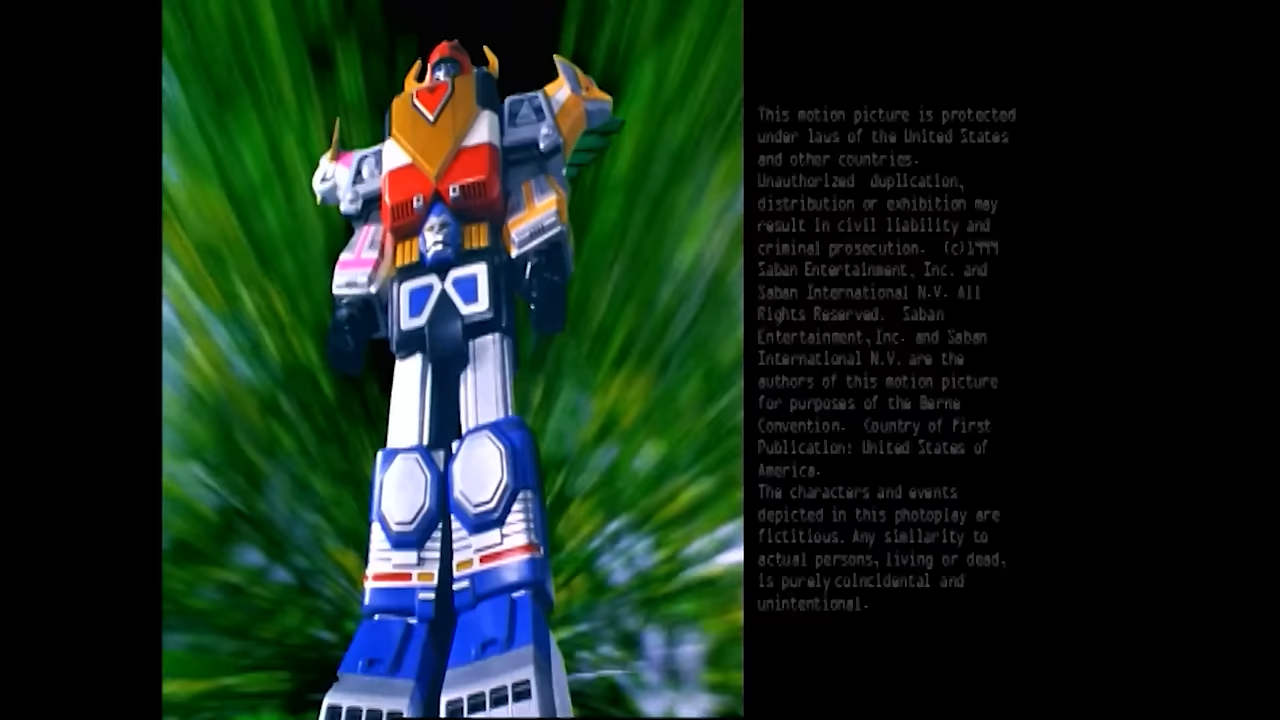 This motion picture is protected
under laws of the United States
and other countries.
Unauthorized duplication,
distribution or exhibition may
result in civil liability and
criminal prosecution. (c)1999
Saban Entertainment, Inc. and
Saban International N.V. All
Rights Reserved. Saban
Entertainment, Inc. and Saban
International N.V. are the
authors of this motion picture
for purposes of the Berne
Convention. Country of First
Publication: United States of
America.
The characters and events
depicted in this photoplay are
fictitious. Any similarity to
actual persons, living or dead,
is purely coincidental and
unintentional.